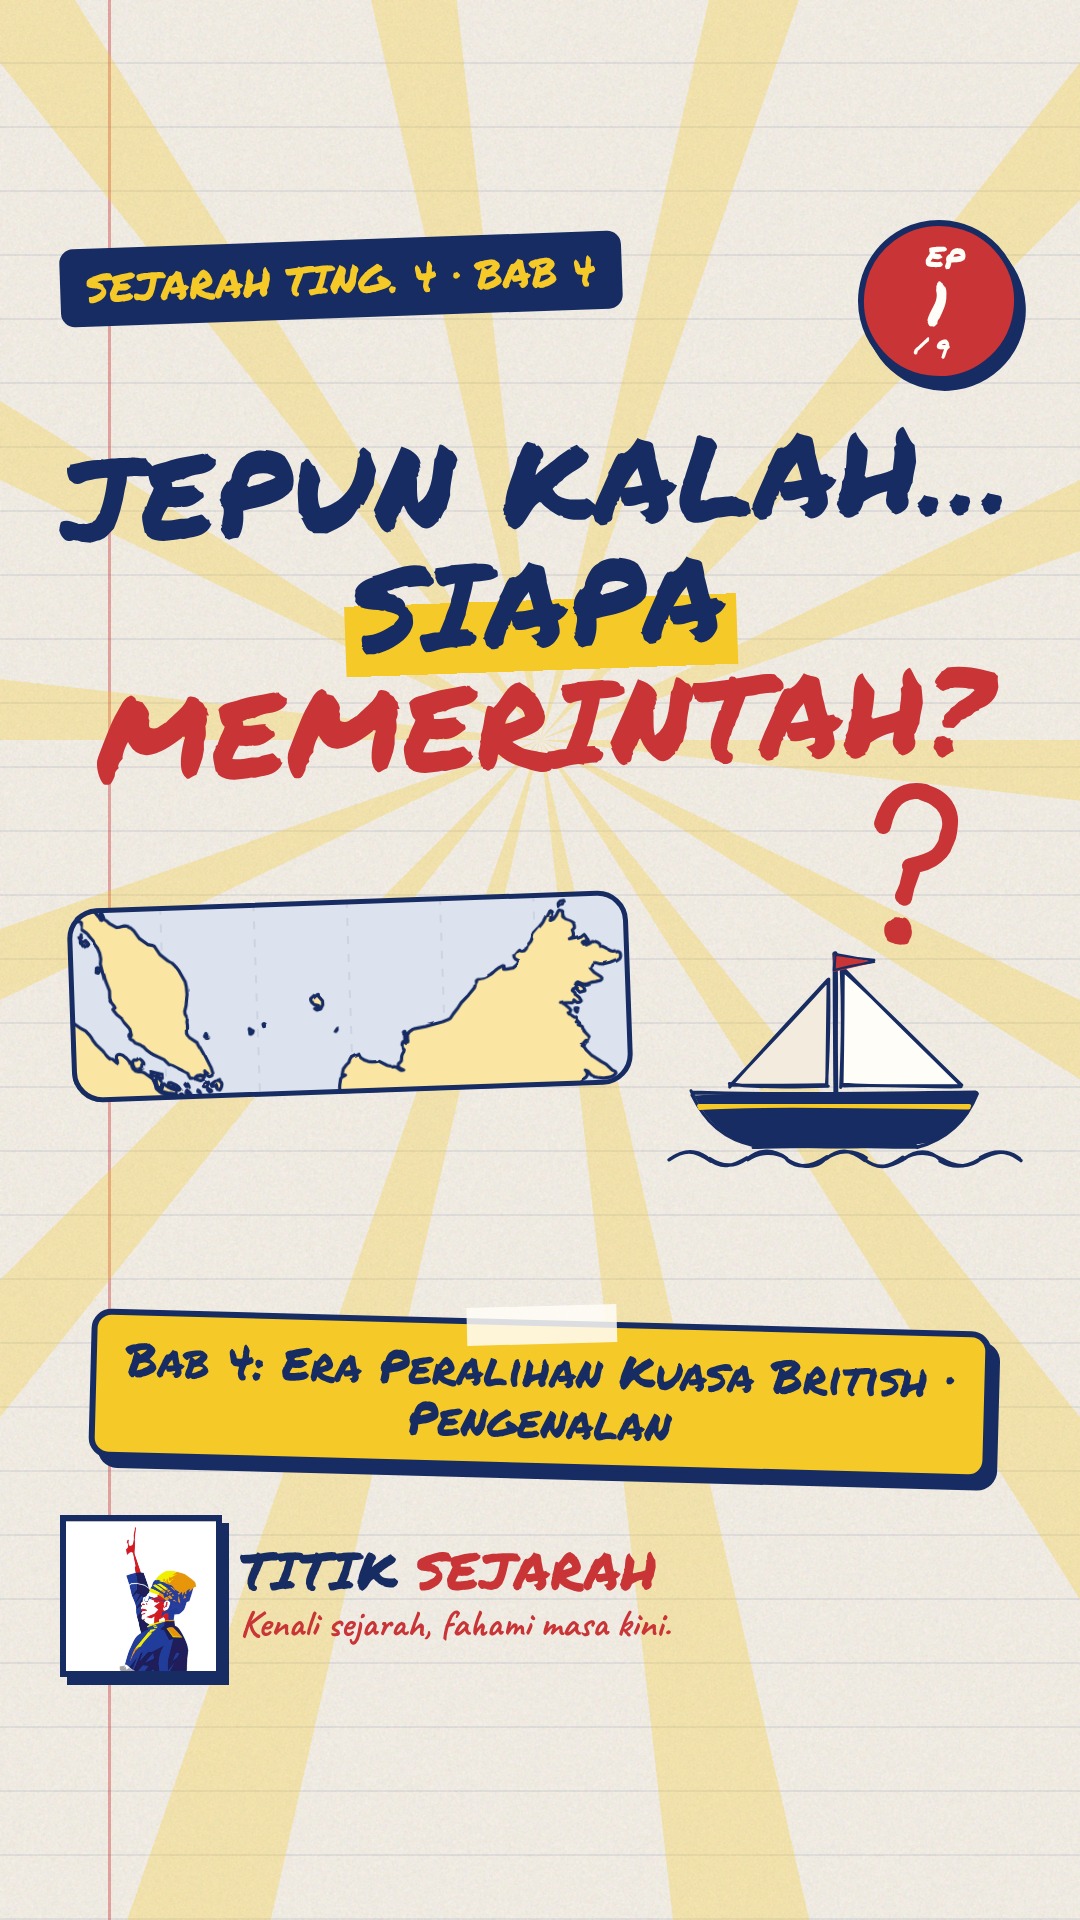 SEJARAH TING. 4 · BAB 4
EP
1
/ 9
JEPUN KALAH...
SIAPA
MEMERINTAH?
?
BAB 4: ERA PERALIHAN KUASA BRITISH ·
PENGENALAN
TITIK SEJARAH
Kenali sejarah, fahami masa kini.